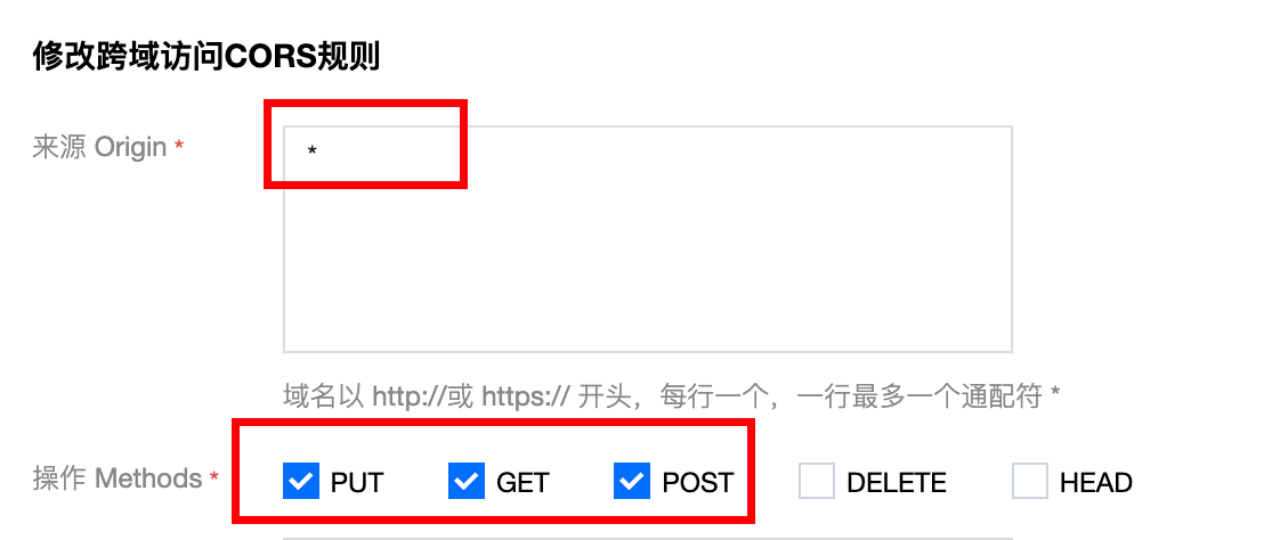 修改跨域访问CORS规则
来源 Origin *
*
域名以 http://或 https:// 开头，每行一个，一行最多一个通配符 *
操作 Methods * PUT GET POST DELETE HEAD